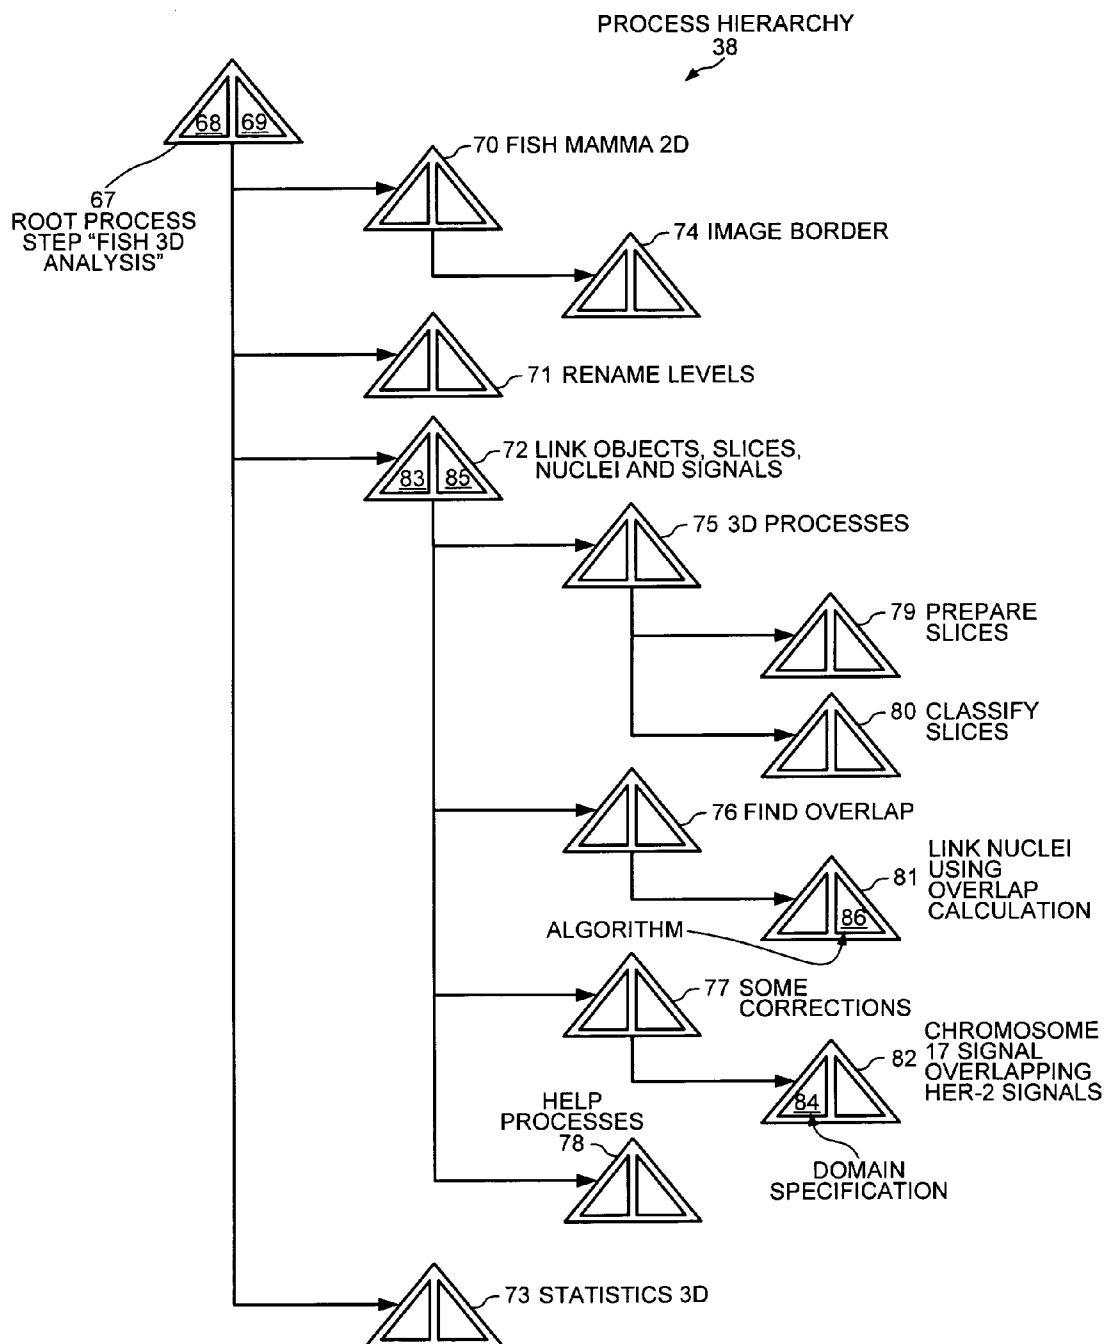 PROCESS HIERARCHY
38
68 69
67
ROOT PROCESS
STEP "FISH 3D
ANALYSIS"
70 FISH MAMMA 2D
74 IMAGE BORDER
71 RENAME LEVELS
83 85
72 LINK OBJECTS, SLICES,
NUCLEI AND SIGNALS
75 3D PROCESSES
79 PREPARE
SLICES
80 CLASSIFY
SLICES
76 FIND OVERLAP
81 LINK NUCLEI
USING
OVERLAP
CALCULATION
86
ALGORITHM
77 SOME
CORRECTIONS
82 CHROMOSOME
17 SIGNAL
OVERLAPPING
HER-2 SIGNALS
84
DOMAIN
SPECIFICATION
HELP
PROCESSES
78
73 STATISTICS 3D